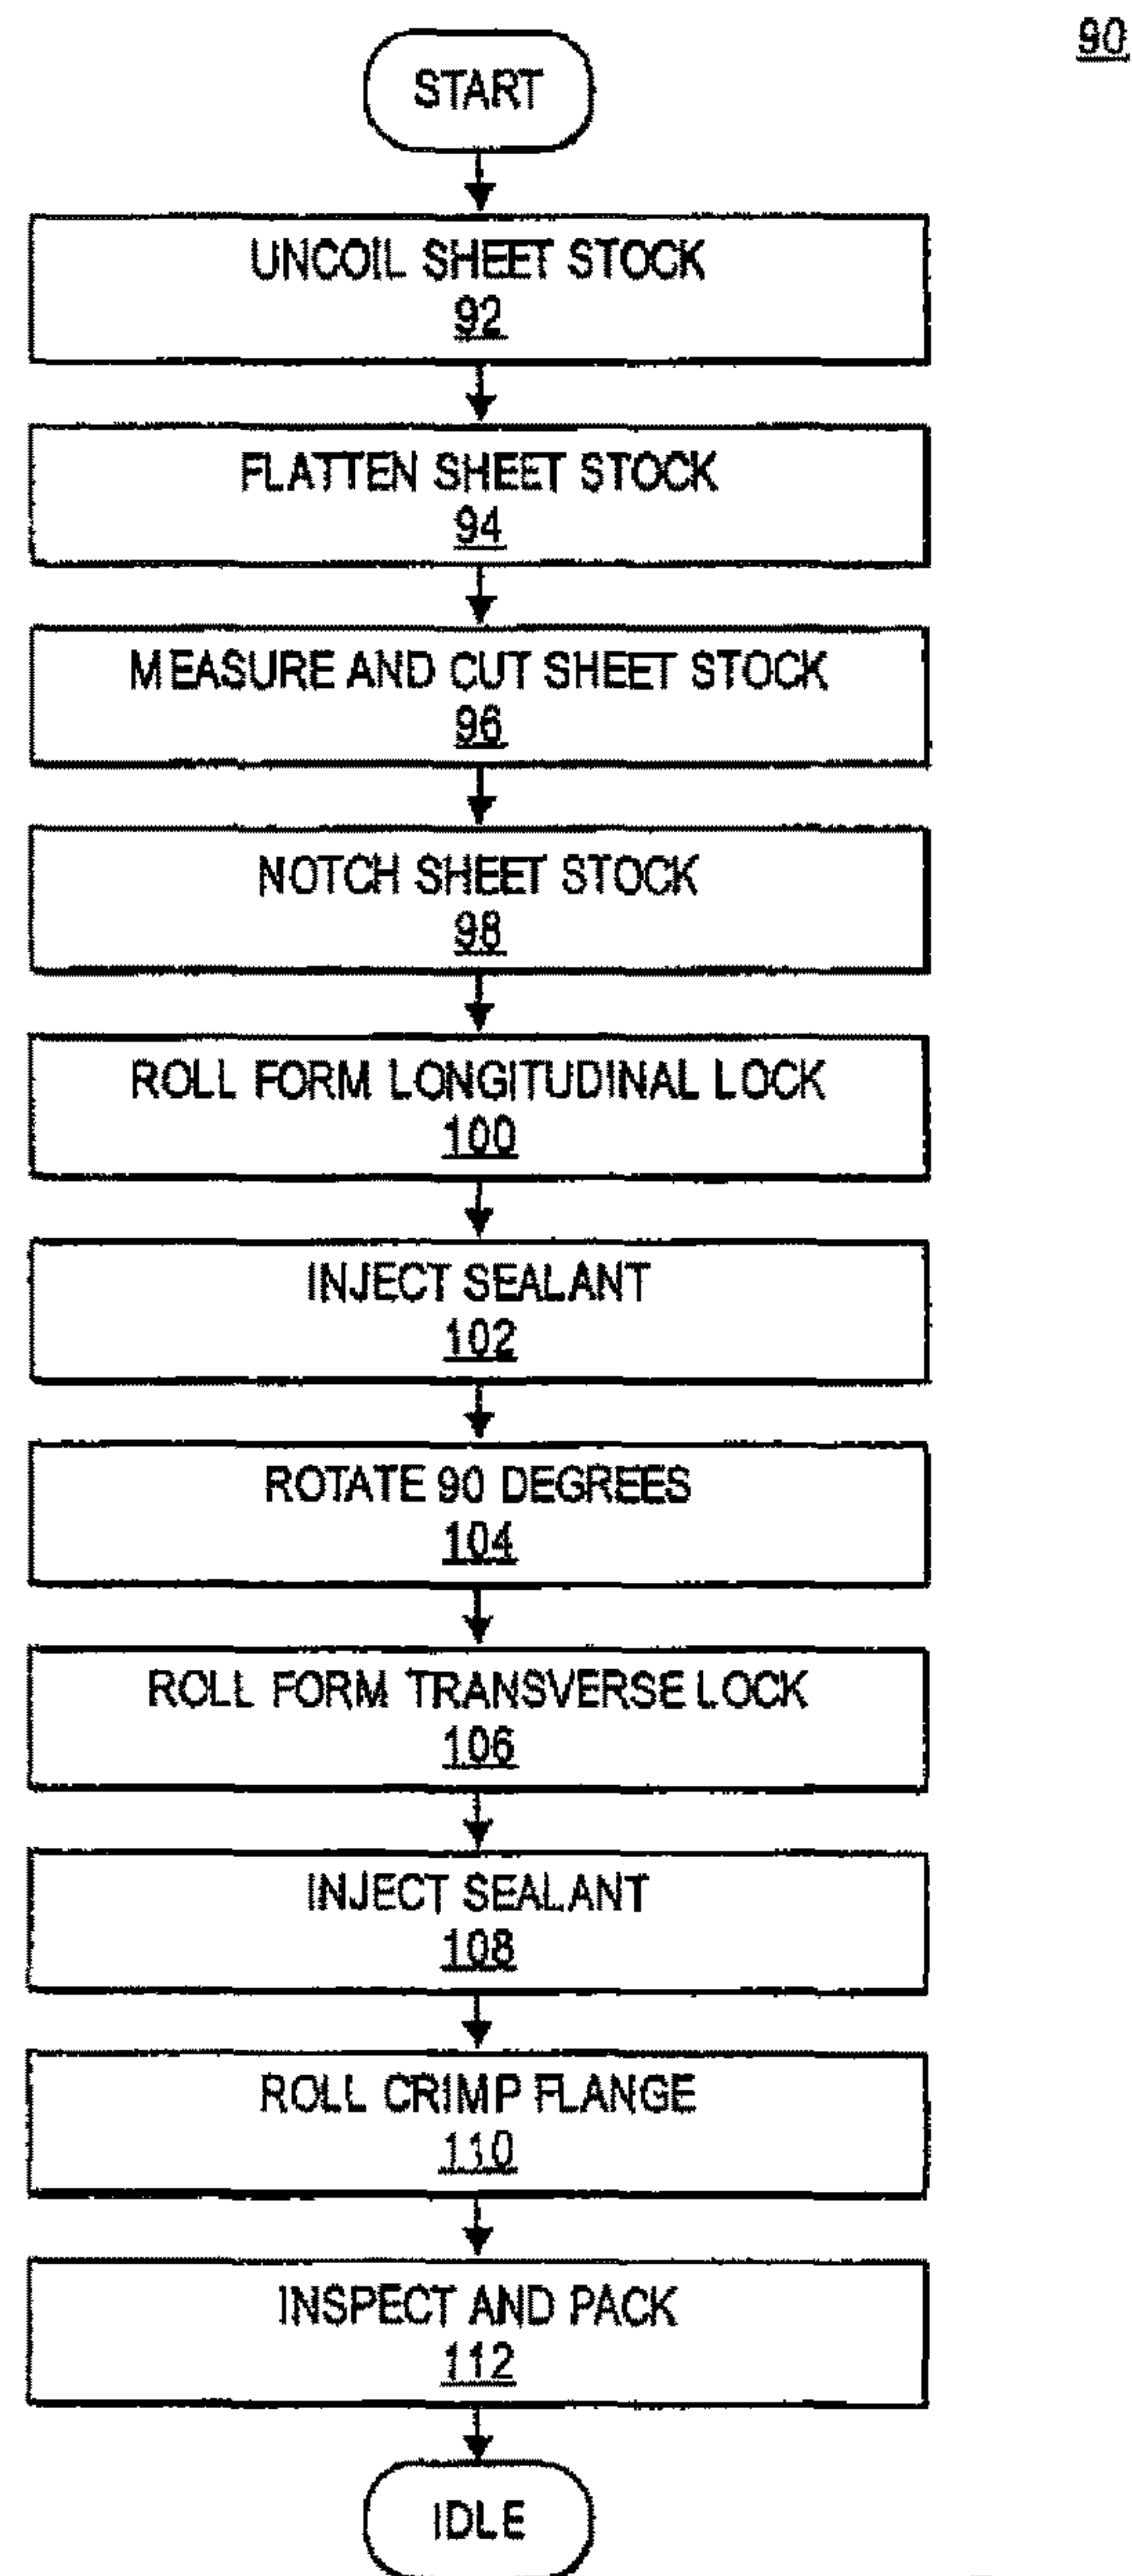 90
START
UNCOIL SHEET STOCK
92
FLATTEN SHEET STOCK
94
MEASURE AND CUT SHEET STOCK
96
NOTCH SHEET STOCK
98
ROLL FORM LONGITUDINAL LOCK
100
INJECT SEALANT
102
ROTATE 90 DEGREES
104
ROLL FORM TRANSVERSE LOCK
106
INJECT SEALANT
108
ROLL CRIMP FLANGE
110
INSPECT AND PACK
112
IDLE